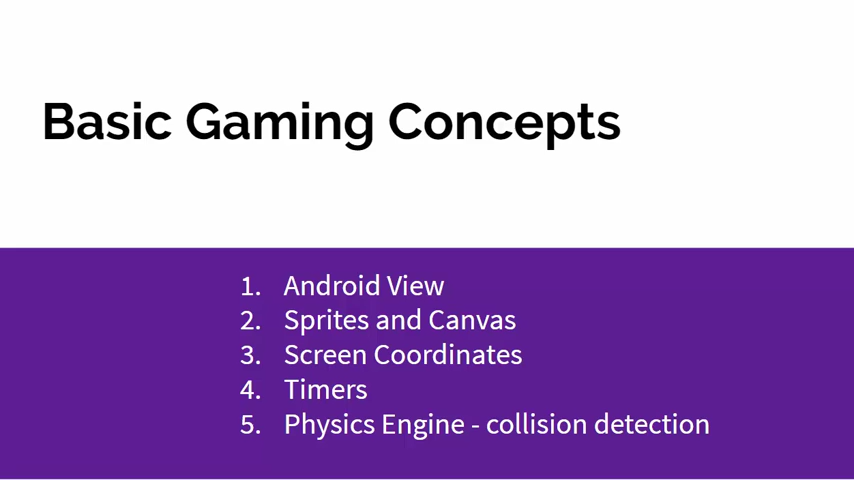 Basic Gaming Concepts
1. Android View
2. Sprites and Canvas
3. Screen Coordinates
4. Timers
5. Physics Engine - collision detection